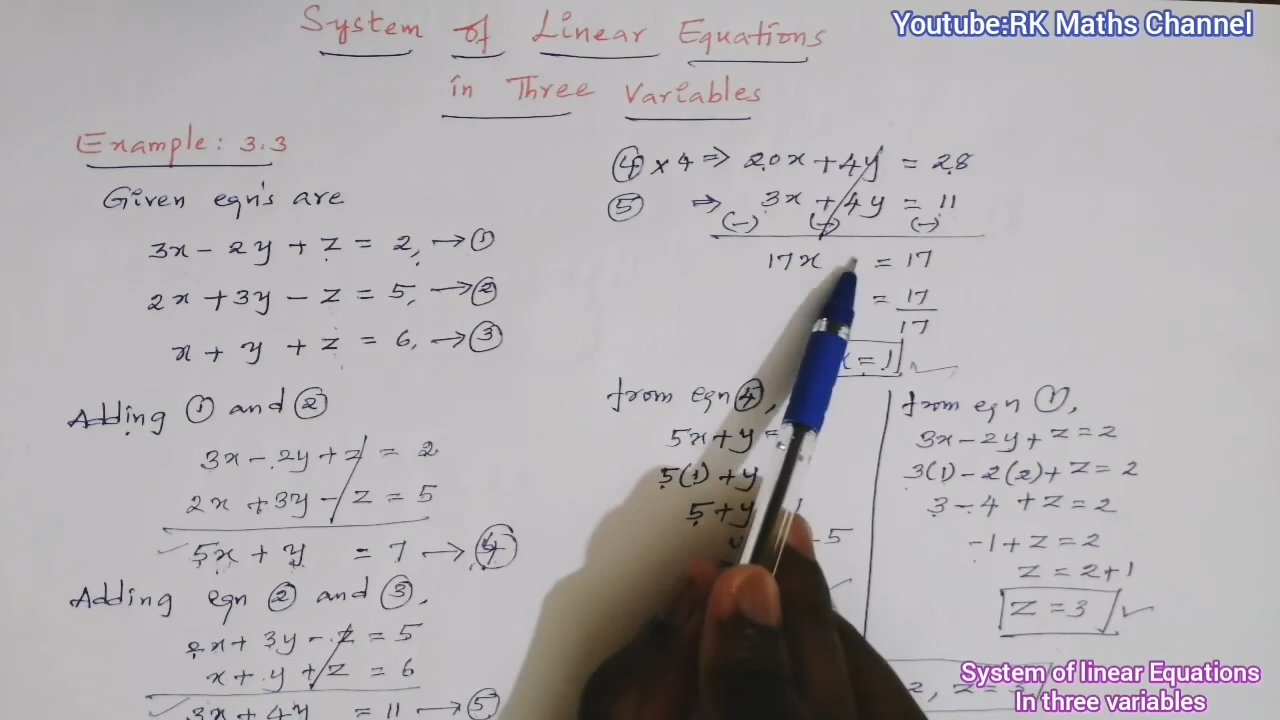 Youtube:RK Maths Channel
System of Linear Equations
in Three Variables
Example: 3.3
Given eqn's are
3x - 2y + z = 2, → ①
2x + 3y - z = 5, → ②
x + y + z = 6, → ③
Adding ① and ②
3x - 2y + z = 2
2x + 3y - z = 5
5x + y = 7 → ④
Adding eqn ② and ③,
2x + 3y - z = 5
x + y + z = 6
3x + 4y = 11 → ⑤
④ x 4 ⇒ 20x + 4y = 28
⑤ ⇒ 3x + 4y = 11
(-) (-) (-)
17x = 17
= 17
17
x = 1
from eqn ④,
5x + y =
5(1) + y
5 + y
- 5
from eqn ①,
3x - 2y + z = 2
3(1) - 2(2) + z = 2
3 - 4 + z = 2
-1 + z = 2
z = 2+1
z = 3
2, z = 3
System of linear Equations
In three variables